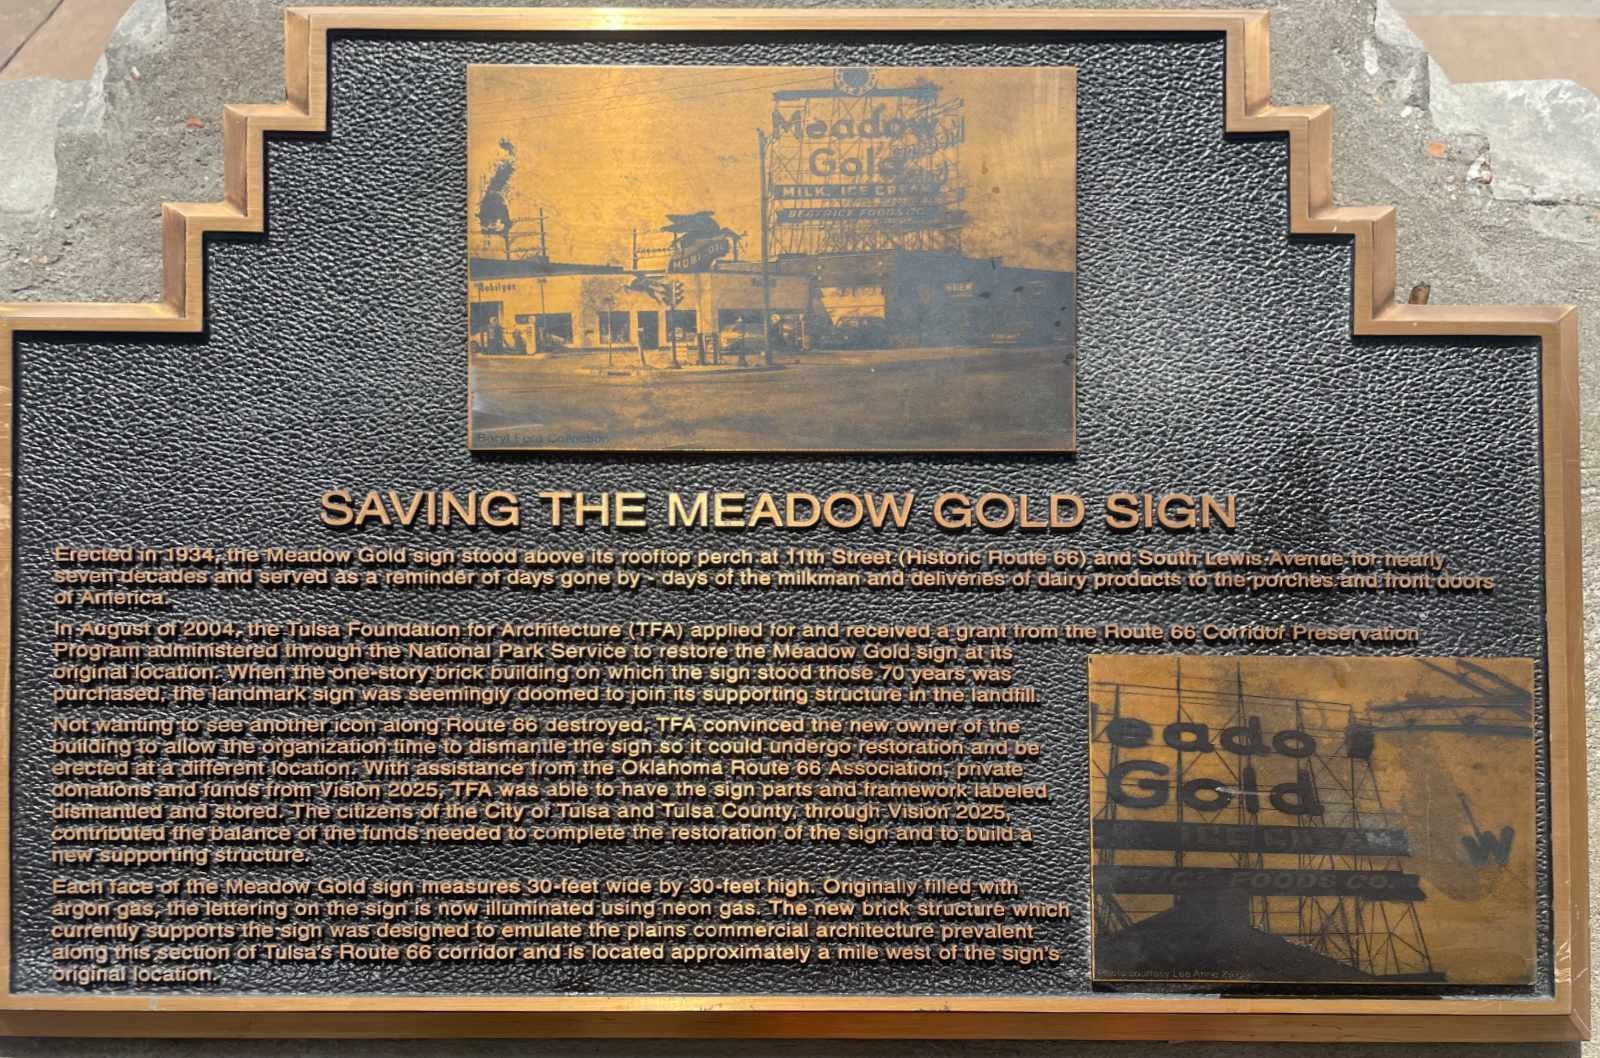 Meadow
Gold
MILK, ICE CREAM
BEATRICE FOODS CO.
MOBILOIL
Mobilgas
Beryl Ford Collection
SAVING THE MEADOW GOLD SIGN
Erected in 1934, the Meadow Gold sign stood above its rooftop perch at 11th Street (Historic Route 66) and South Lewis Avenue for nearly
seven decades and served as a reminder of days gone by - days of the milkman and deliveries of dairy products to the porches and front doors
of America.
In August of 2004, the Tulsa Foundation for Architecture (TFA) applied for and received a grant from the Route 66 Corridor Preservation
Program administered through the National Park Service to restore the Meadow Gold sign at its
original location. When the one-story brick building on which the sign stood those 70 years was
purchased, the landmark sign was seemingly doomed to join its supporting structure in the landfill.
Not wanting to see another icon along Route 66 destroyed, TFA convinced the new owner of the
building to allow the organization time to dismantle the sign so it could undergo restoration and be
erected at a different location. With assistance from the Oklahoma Route 66 Association, private
donations and funds from Vision 2025, TFA was able to have the sign parts and framework labeled,
dismantled and stored. The citizens of the City of Tulsa and Tulsa County, through Vision 2025,
contributed the balance of the funds needed to complete the restoration of the sign and to build a
new supporting structure.
Each face of the Meadow Gold sign measures 30-feet wide by 30-feet high. Originally filled with
argon gas, the lettering on the sign is now illuminated using neon gas. The new brick structure which
currently supports the sign was designed to emulate the plains commercial architecture prevalent
along this section of Tulsa's Route 66 corridor and is located approximately a mile west of the sign's
original location.
eado
Gold
ICE CREAM
RICE FOODS CO.
W
Photo courtesy Lee Anne